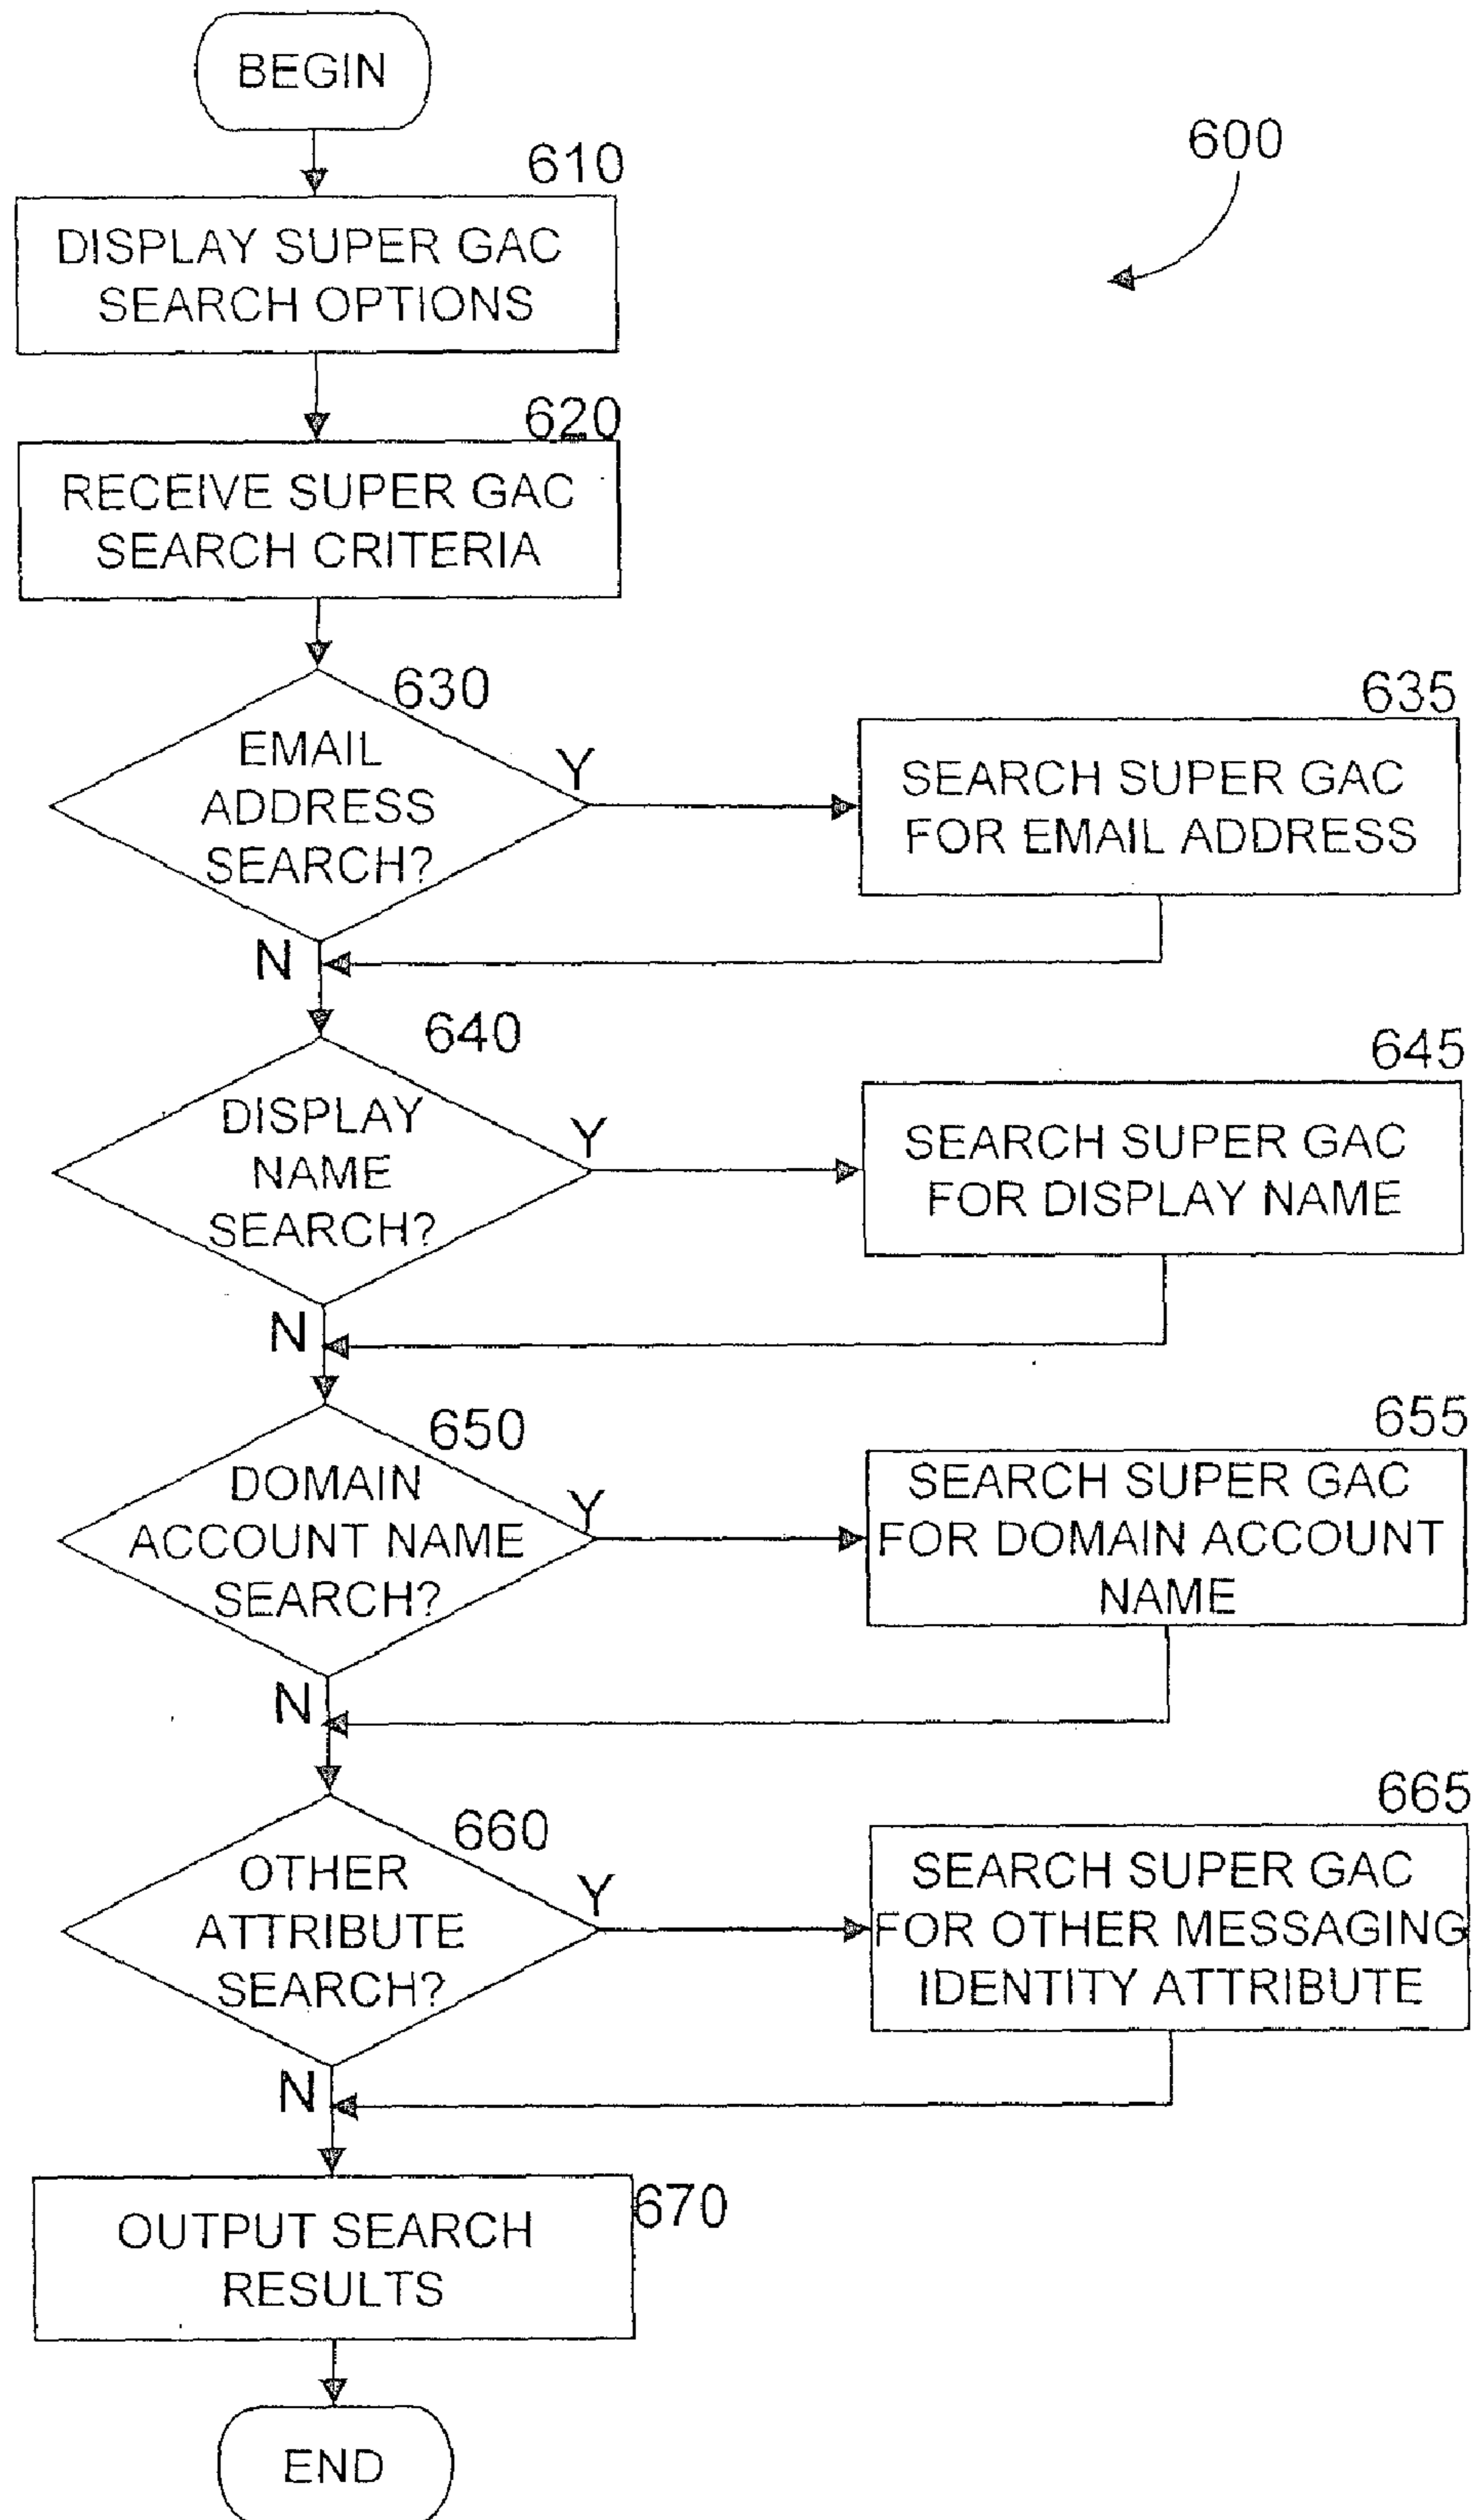 BEGIN
600
610
DISPLAY SUPER GAC
SEARCH OPTIONS
620
RECEIVE SUPER GAC
SEARCH CRITERIA
630
EMAIL
ADDRESS
SEARCH?
Y
N
635
SEARCH SUPER GAC
FOR EMAIL ADDRESS
640
DISPLAY
NAME
SEARCH?
Y
N
645
SEARCH SUPER GAC
FOR DISPLAY NAME
650
DOMAIN
ACCOUNT NAME
SEARCH?
Y
N
655
SEARCH SUPER GAC
FOR DOMAIN ACCOUNT
NAME
660
OTHER
ATTRIBUTE
SEARCH?
Y
N
665
SEARCH SUPER GAC
FOR OTHER MESSAGING
IDENTITY ATTRIBUTE
670
OUTPUT SEARCH
RESULTS
END